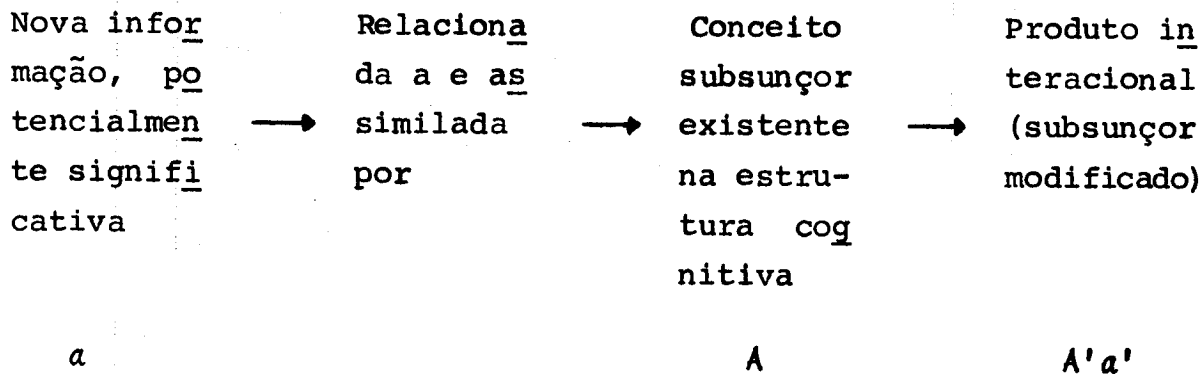 Nova infor
mação, po
tencialmen
te signifi
cativa
→
Relaciona
da a e as
similada
por
→
Conceito
subsunçor
existente
na estru-
tura cog
nitiva
→
Produto in
teracional
(subsunçor
modificado)
a
A
A'a'